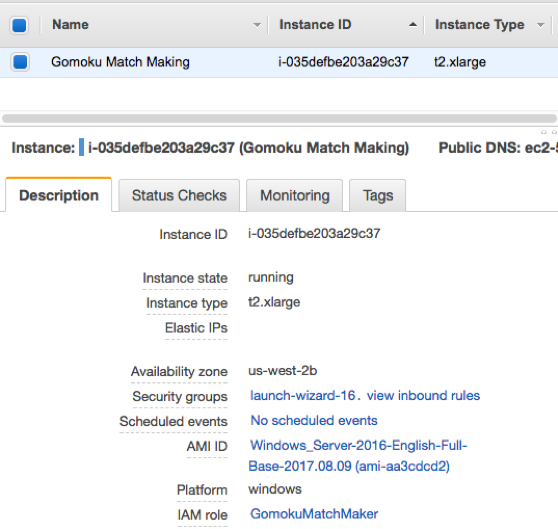 Name Instance ID Instance Type
Gomoku Match Making i-035defbe203a29c37 t2.xlarge
Instance: i-035defbe203a29c37 (Gomoku Match Making) Public DNS: ec2-5
Description Status Checks Monitoring Tags
Instance ID i-035defbe203a29c37
Instance state running
Instance type t2.xlarge
Elastic IPs
Availability zone us-west-2b
Security groups launch-wizard-16. view inbound rules
Scheduled events No scheduled events
AMI ID Windows_Server-2016-English-Full-
Base-2017.08.09 (ami-aa3cdcd2)
Platform windows
IAM role GomokuMatchMaker